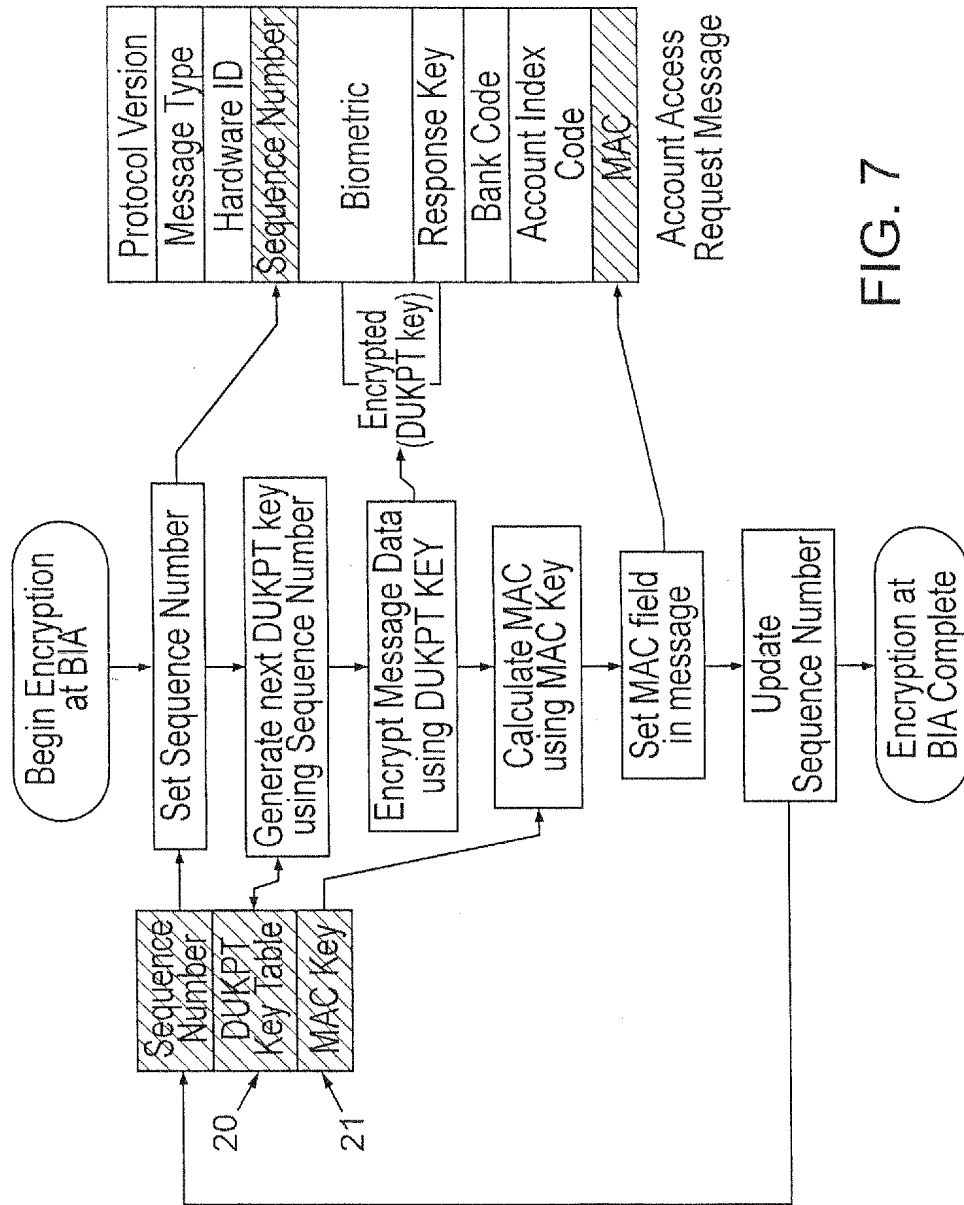 Begin Encryption
at BIA
Set Sequence Number
Generate next DUKPT key
using Sequence Number
Encrypt Message Data
using DUKPT KEY
Calculate MAC
using MAC Key
Set MAC field
in message
Update
Sequence Number
Encryption at
BIA Complete
Sequence
Number
DUKPT
Key Table
MAC Key
20
21
Encrypted
(DUKPT key)
Protocol Version
Message Type
Hardware ID
Sequence Number
Biometric
Response Key
Bank Code
Account Index
Code
MAC
Account Access
Request Message
FIG. 7